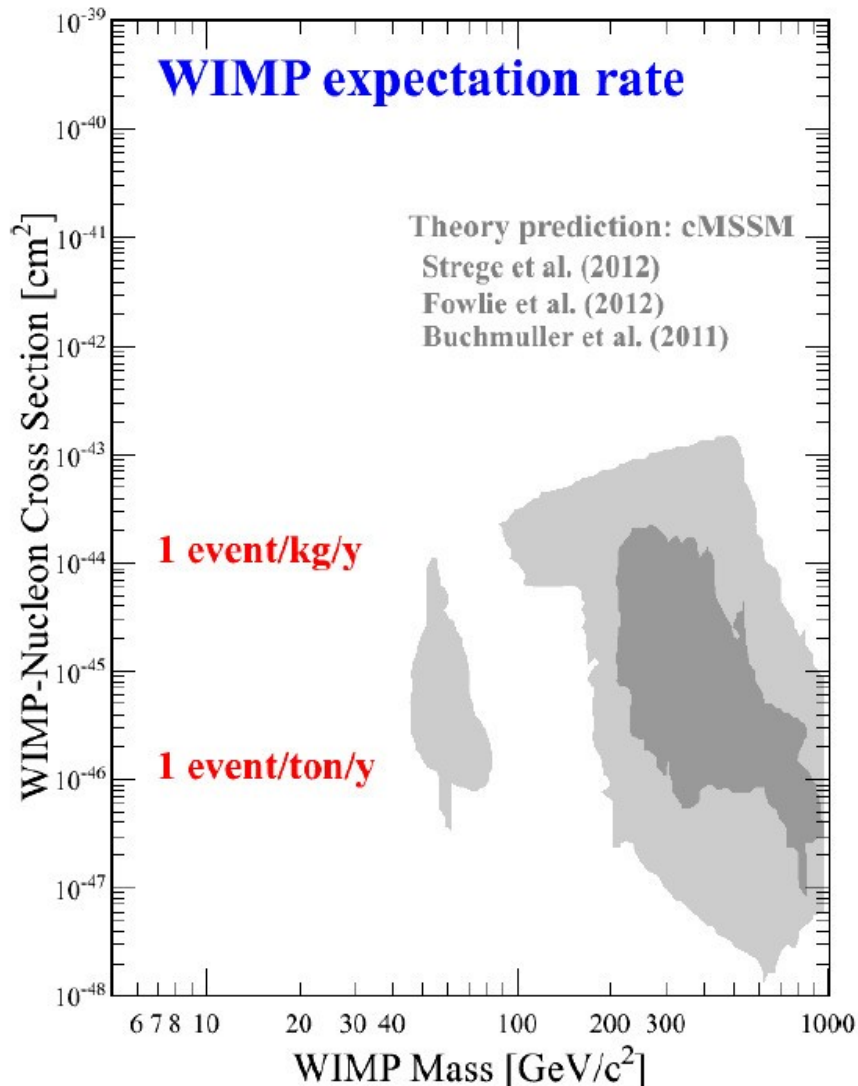 WIMP expectation rate
Theory prediction: cMSSM
Strege et al. (2012)
Fowlie et al. (2012)
Buchmuller et al. (2011)
1 event/kg/y
1 event/ton/y
WIMP-Nucleon Cross Section [cm²]
10⁻³⁹
10⁻⁴⁰
10⁻⁴¹
10⁻⁴²
10⁻⁴³
10⁻⁴⁴
10⁻⁴⁵
10⁻⁴⁶
10⁻⁴⁷
10⁻⁴⁸
6 7 8 10 20 30 40 100 200 300 1000
WIMP Mass [GeV/c²]